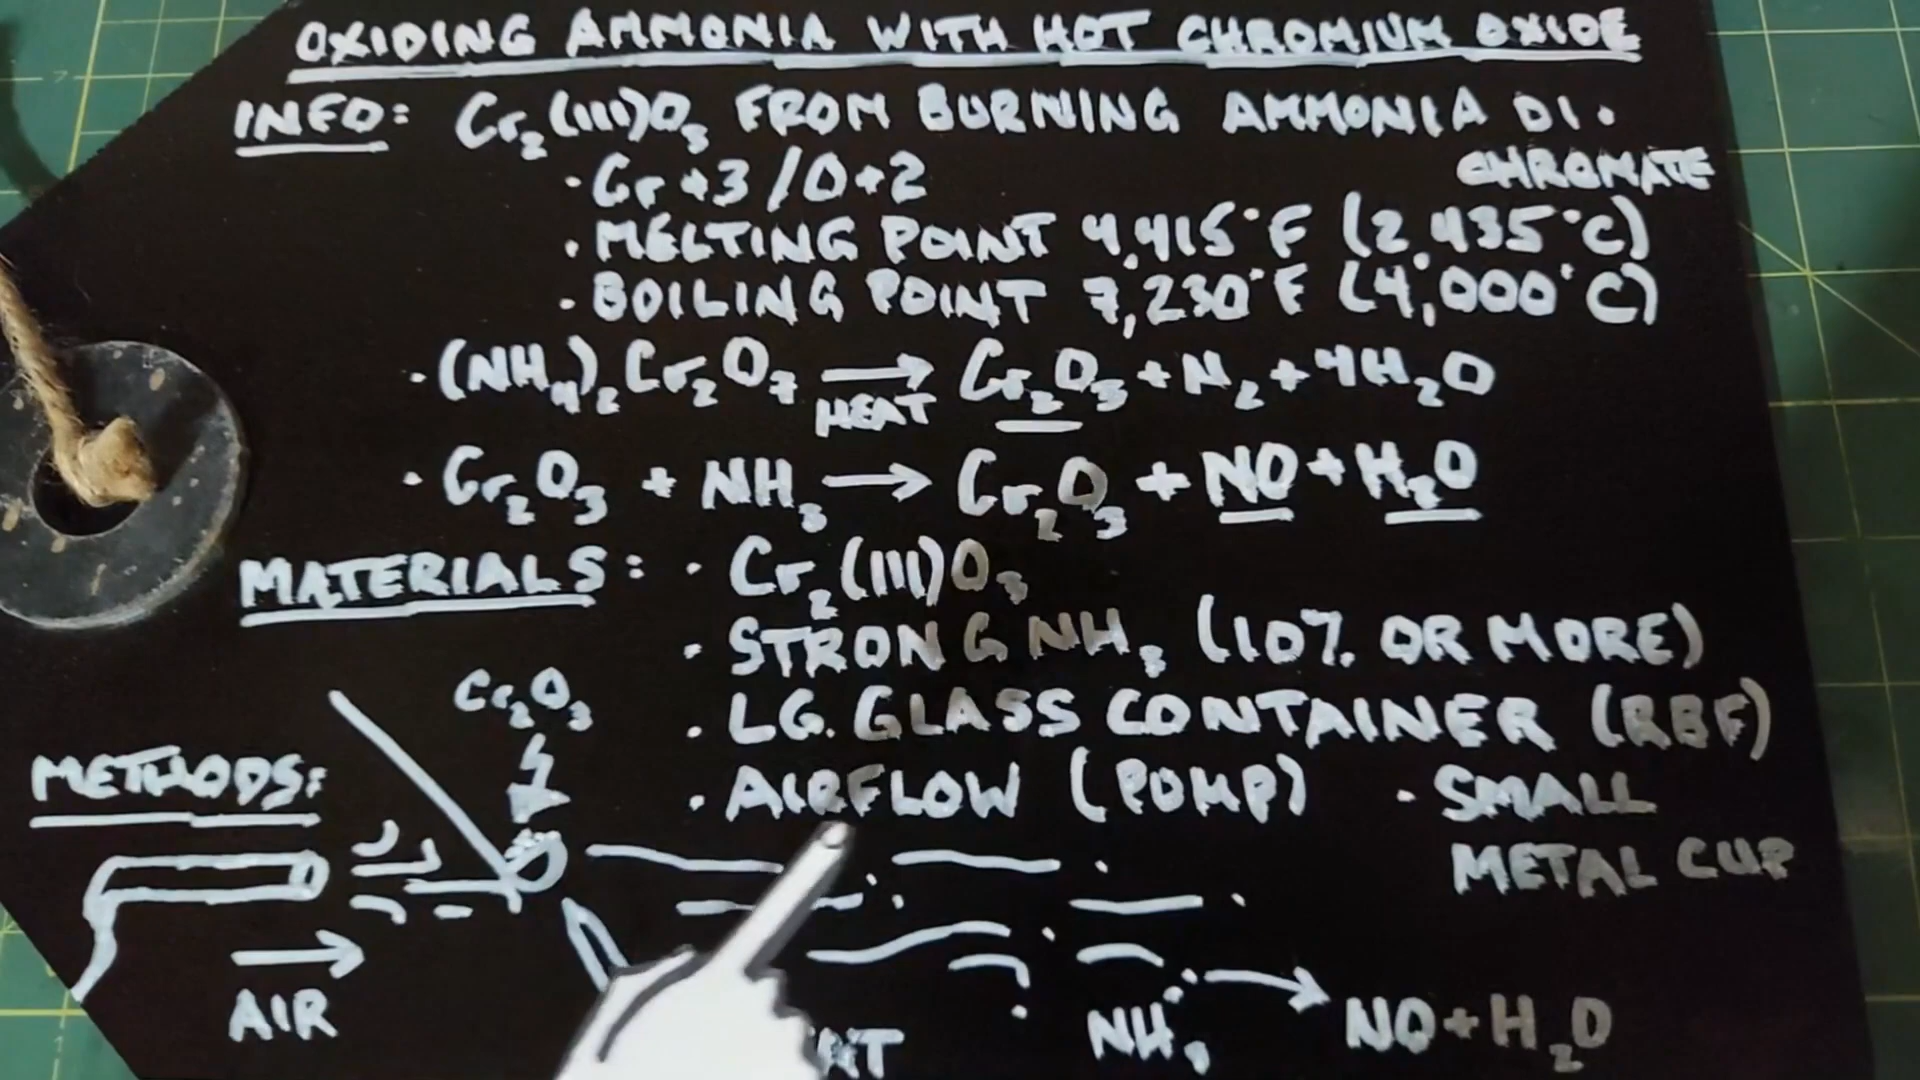 OXIDING AMMONIA WITH HOT CHROMIUM OXIDE
INFO: Cr₂(III)O₃ FROM BURNING AMMONIA DI.
CHROMATE
· Cr +3 / O +2
· MELTING POINT 4,415°F (2,435°C)
· BOILING POINT 7,230°F (4,000°C)
· (NH₄)₂Cr₂O₇ → Cr₂O₃ + N₂ + 4H₂O
HEAT
· Cr₂O₃ + NH₃ → Cr₂O₃ + NO + H₂O
MATERIALS: · Cr₂(III)O₃
· STRONG NH₃ (10% OR MORE)
· LG. GLASS CONTAINER (RBF)
· AIRFLOW (PUMP) · SMALL
METAL CUP
METHODS:
Cr₂O₃
AIR →
NH₃ → NO + H₂O